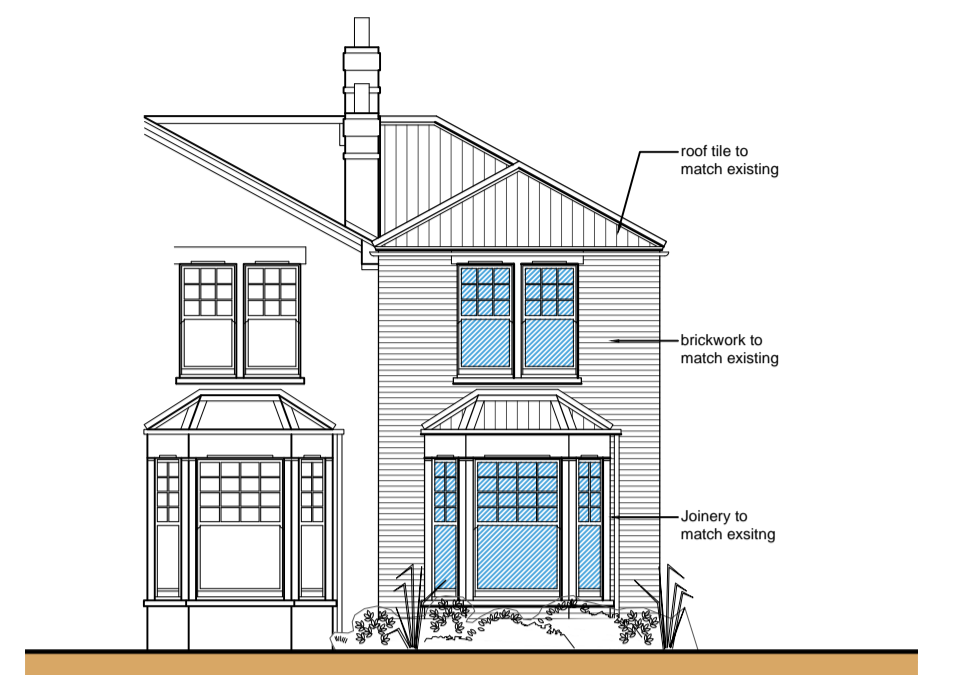 roof tile to
match existing
brickwork to
match existing
Joinery to
match exsitng